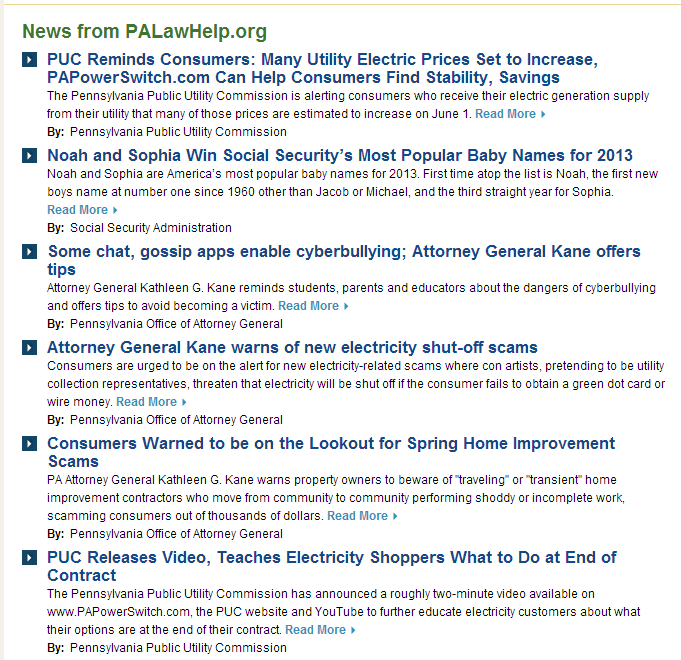 News from PALawHelp.org
PUC Reminds Consumers: Many Utility Electric Prices Set to Increase,
PAPowerSwitch.com Can Help Consumers Find Stability, Savings
The Pennsylvania Public Utility Commission is alerting consumers who receive their electric generation supply
from their utility that many of those prices are estimated to increase on June 1. Read More
By: Pennsylvania Public Utility Commission
Noah and Sophia Win Social Security's Most Popular Baby Names for 2013
Noah and Sophia are America's most popular baby names for 2013. First time atop the list is Noah, the first new
boys name at number one since 1960 other than Jacob or Michael, and the third straight year for Sophia.
Read More
By: Social Security Administration
Some chat, gossip apps enable cyberbullying; Attorney General Kane offers
tips
Attorney General Kathleen G. Kane reminds students, parents and educators about the dangers of cyberbullying
and offers tips to avoid becoming a victim. Read More
By: Pennsylvania Office of Attorney General
Attorney General Kane warns of new electricity shut-off scams
Consumers are urged to be on the alert for new electricity-related scams where con artists, pretending to be utility
collection representatives, threaten that electricity will be shut off if the consumer fails to obtain a green dot card or
wire money. Read More
By: Pennsylvania Office of Attorney General
Consumers Warned to be on the Lookout for Spring Home Improvement
Scams
PA Attorney General Kathleen G. Kane warns property owners to beware of "traveling" or "transient" home
improvement contractors who move from community to community performing shoddy or incomplete work,
scamming consumers out of thousands of dollars. Read More
By: Pennsylvania Office of Attorney General
PUC Releases Video, Teaches Electricity Shoppers What to Do at End of
Contract
The Pennsylvania Public Utility Commission has announced a roughly two-minute video available on
www.PAPowerSwitch.com, the PUC website and YouTube to further educate electricity customers about what
their options are at the end of their contract. Read More
By: Pennsylvania Public Utility Commission